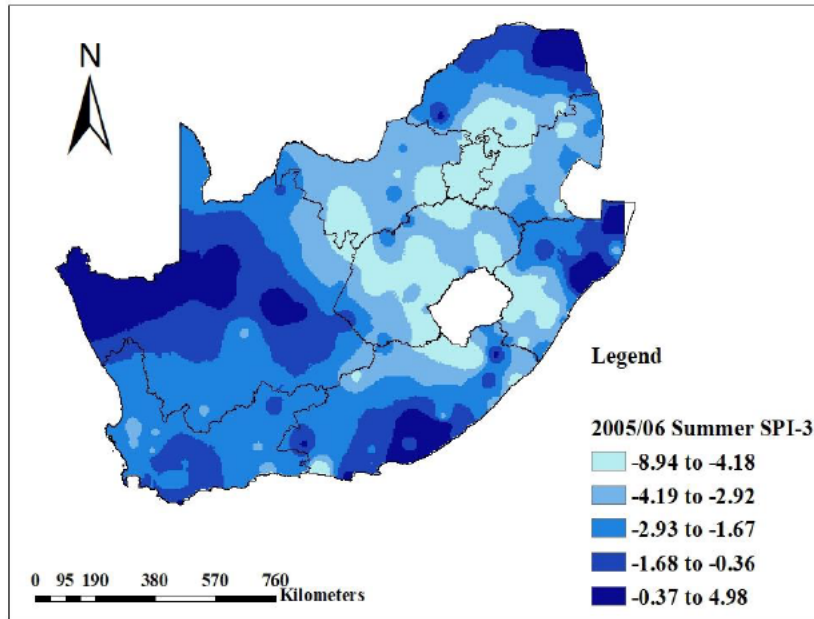 N
Legend
2005/06 Summer SPI-3
-8.94 to -4.18
-4.19 to -2.92
-2.93 to -1.67
-1.68 to -0.36
-0.37 to 4.98
0 95 190 380 570 760
Kilometers